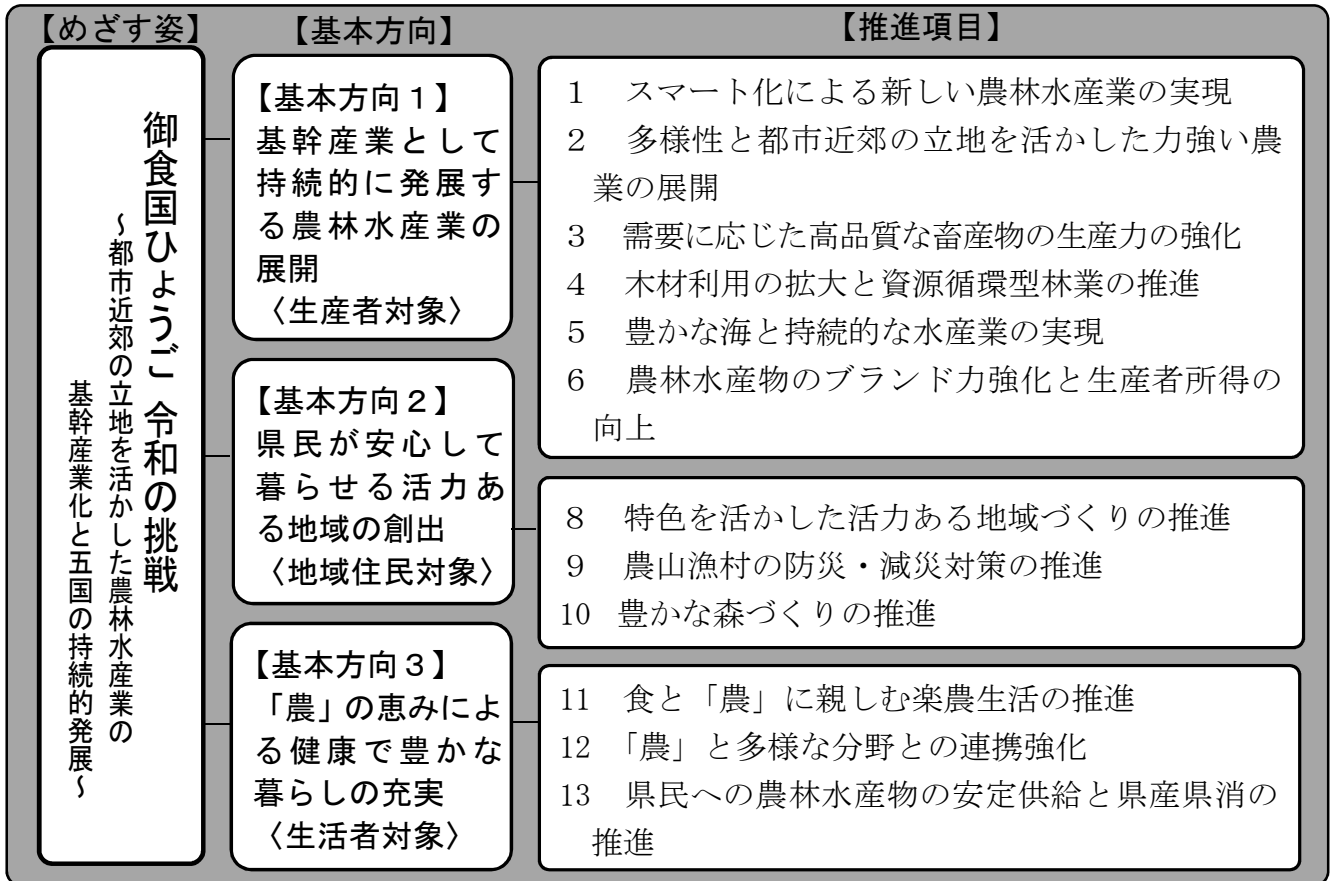 【めざす姿】
【基本方向】
【推進項目】
御食国ひょうご 令和の挑戦
~都市近郊の立地を活かした農林水産業の
基幹産業化と五国の持続的発展~
【基本方向１】
基幹産業として
持続的に発展す
る農林水産業の
展開
〈生産者対象〉
1 スマート化による新しい農林水産業の実現
2 多様性と都市近郊の立地を活かした力強い農
業の展開
3 需要に応じた高品質な畜産物の生産力の強化
4 木材利用の拡大と資源循環型林業の推進
5 豊かな海と持続的な水産業の実現
6 農林水産物のブランド力強化と生産者所得の
向上
【基本方向２】
県民が安心して
暮らせる活力あ
る地域の創出
〈地域住民対象〉
8 特色を活かした活力ある地域づくりの推進
9 農山漁村の防災・減災対策の推進
10 豊かな森づくりの推進
【基本方向３】
「農」の恵みによ
る健康で豊かな
暮らしの充実
〈生活者対象〉
11 食と「農」に親しむ楽農生活の推進
12 「農」と多様な分野との連携強化
13 県民への農林水産物の安定供給と県産県消の
推進